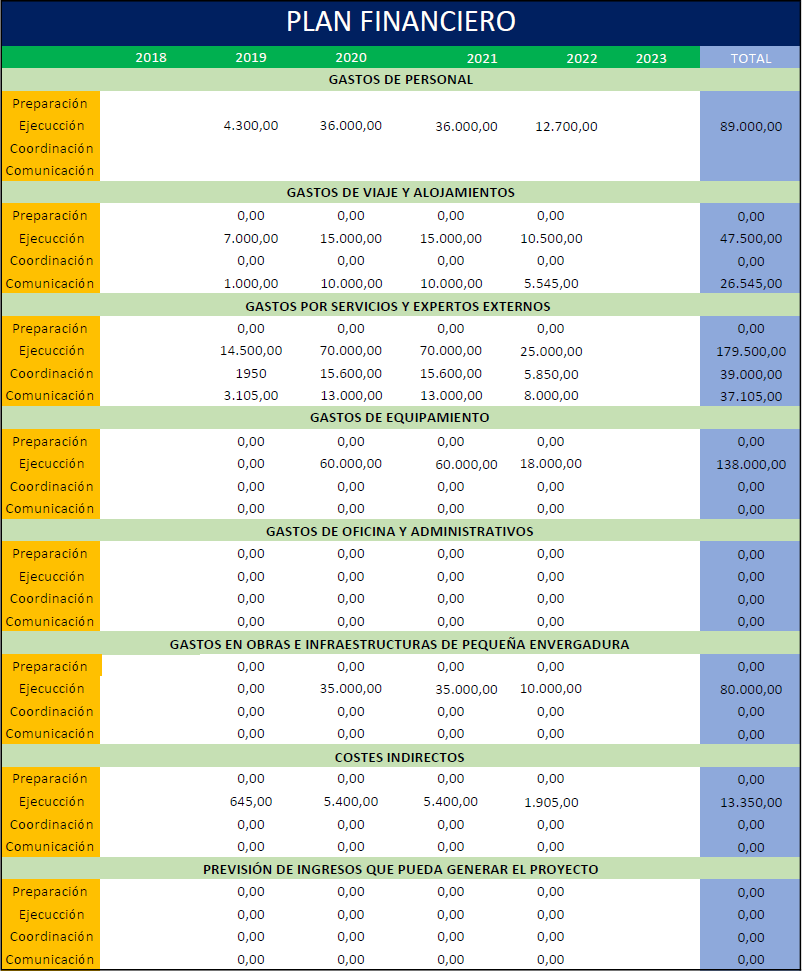 PLAN FINANCIERO
2018 2019 2020 2021 2022 2023 TOTAL
GASTOS DE PERSONAL
Preparación
Ejecucción 4.300,00 36.000,00 36.000,00 12.700,00 89.000,00
Coordinación
Comunicación
GASTOS DE VIAJE Y ALOJAMIENTOS
Preparación 0,00 0,00 0,00 0,00 0,00
Ejecucción 7.000,00 15.000,00 15.000,00 10.500,00 47.500,00
Coordinación 0,00 0,00 0,00 0,00 0,00
Comunicación 1.000,00 10.000,00 10.000,00 5.545,00 26.545,00
GASTOS POR SERVICIOS Y EXPERTOS EXTERNOS
Preparación 0,00 0,00 0,00 0,00 0,00
Ejecucción 14.500,00 70.000,00 70.000,00 25.000,00 179.500,00
Coordinación 1950 15.600,00 15.600,00 5.850,00 39.000,00
Comunicación 3.105,00 13.000,00 13.000,00 8.000,00 37.105,00
GASTOS DE EQUIPAMIENTO
Preparación 0,00 0,00 0,00 0,00 0,00
Ejecucción 0,00 60.000,00 60.000,00 18.000,00 138.000,00
Coordinación 0,00 0,00 0,00 0,00 0,00
Comunicación 0,00 0,00 0,00 0,00 0,00
GASTOS DE OFICINA Y ADMINISTRATIVOS
Preparación 0,00 0,00 0,00 0,00 0,00
Ejecucción 0,00 0,00 0,00 0,00 0,00
Coordinación 0,00 0,00 0,00 0,00 0,00
Comunicación 0,00 0,00 0,00 0,00 0,00
GASTOS EN OBRAS E INFRAESTRUCTURAS DE PEQUEÑA ENVERGADURA
Preparación 0,00 0,00 0,00 0,00 0,00
Ejecucción 0,00 35.000,00 35.000,00 10.000,00 80.000,00
Coordinación 0,00 0,00 0,00 0,00 0,00
Comunicación 0,00 0,00 0,00 0,00 0,00
COSTES INDIRECTOS
Preparación 0,00 0,00 0,00 0,00 0,00
Ejecucción 645,00 5.400,00 5.400,00 1.905,00 13.350,00
Coordinación 0,00 0,00 0,00 0,00 0,00
Comunicación 0,00 0,00 0,00 0,00 0,00
PREVISIÓN DE INGRESOS QUE PUEDA GENERAR EL PROYECTO
Preparación 0,00 0,00 0,00 0,00 0,00
Ejecucción 0,00 0,00 0,00 0,00 0,00
Coordinación 0,00 0,00 0,00 0,00 0,00
Comunicación 0,00 0,00 0,00 0,00 0,00